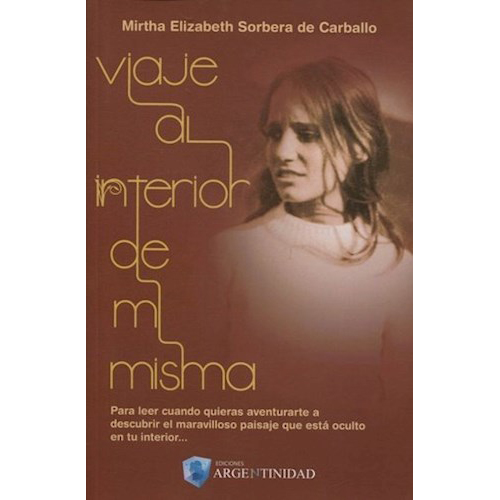 Mirtha Elizabeth Sorbera de Carballo
Viaje
al
interior
de
mi
misma
Para leer cuando quieras aventurarte a
descubrir el maravilloso paisaje que está oculto
en tu interior...
EDICIONES
ARGENTINIDAD